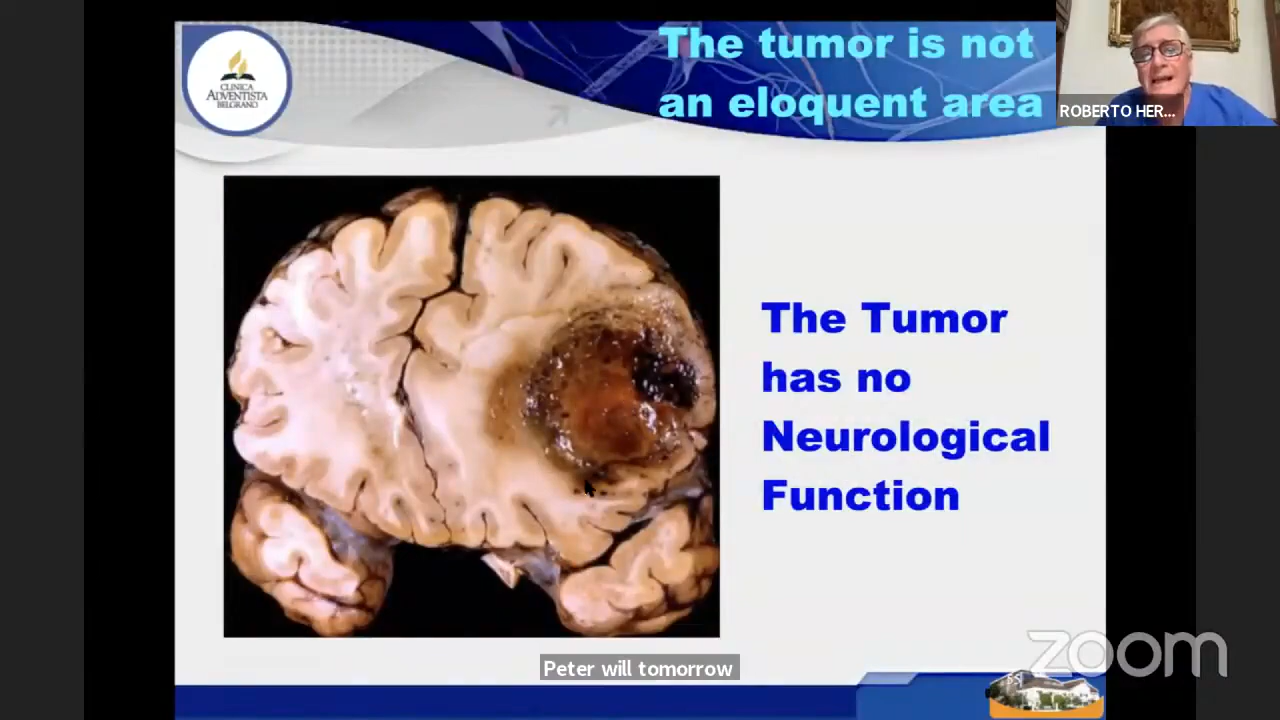 The tumor is not
an eloquent area
CLINICA
ADVENTISTA
BELGRANO
ROBERTO HER...
The Tumor
has no
Neurological
Function
Peter will tomorrow
zoom